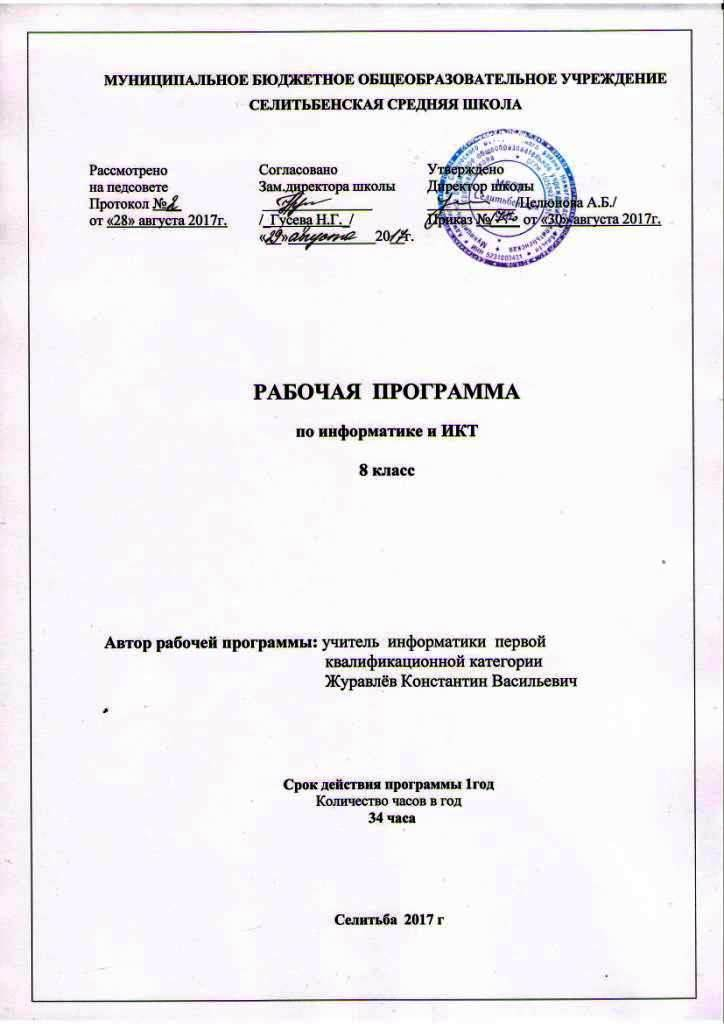 МУНИЦИПАЛЬНОЕ БЮДЖЕТНОЕ ОБЩЕОБРАЗОВАТЕЛЬНОЕ УЧРЕЖДЕНИЕ
СЕЛИТЬБЕНСКАЯ СРЕДНЯЯ ШКОЛА
Рассмотрено
на педсовете
Протокол №2
от «28» августа 2017г.
Согласовано
Зам.директора школы
/ Гусева Н.Г. /
«29» августа 2017г.
Утверждено
Директор школы
/Целюнова А.Б./
Приказ № от «30» августа 2017г.
РАБОЧАЯ ПРОГРАММА
по информатике и ИКТ
8 класс
Автор рабочей программы: учитель информатики первой
квалификационной категории
Журавлёв Константин Васильевич
Срок действия программы 1год
Количество часов в год
34 часа
Селитьба 2017 г